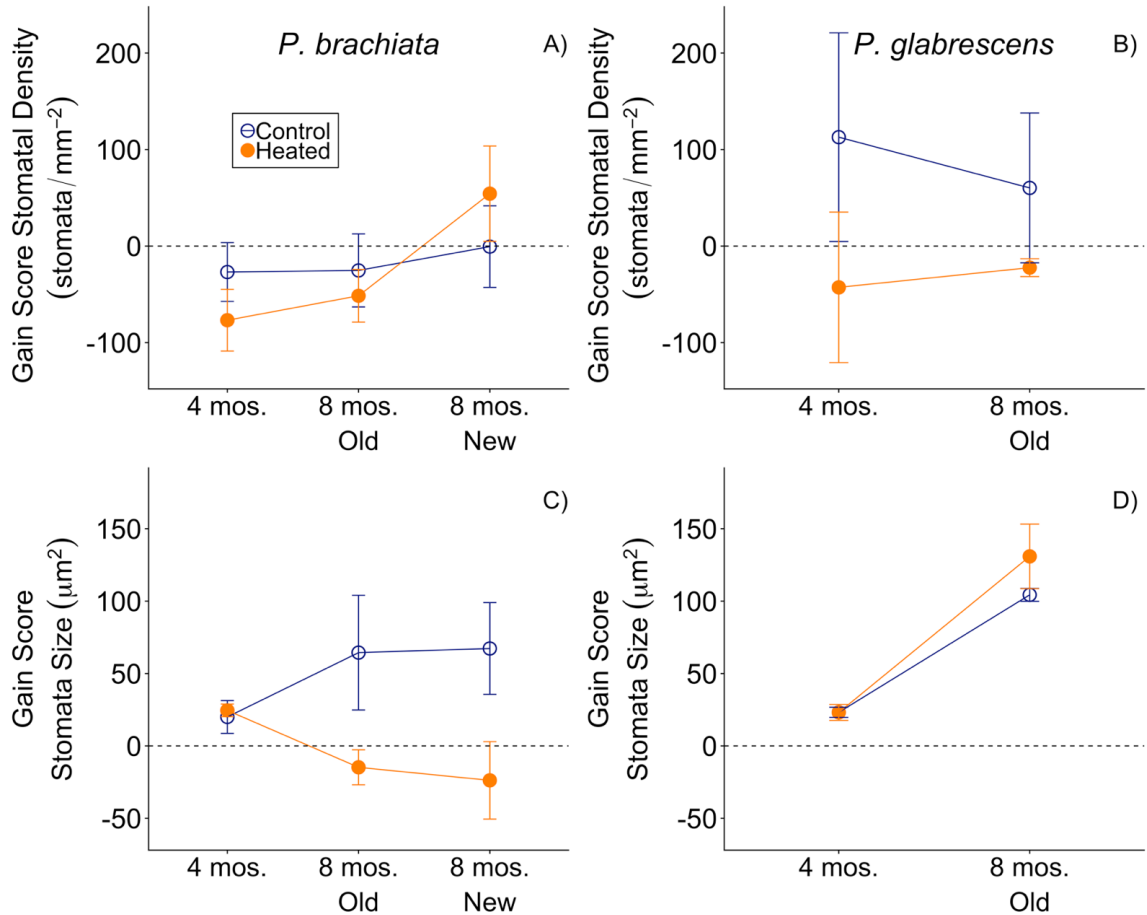 P. brachiata
A)
Gain Score Stomatal Density
(stomata/mm−2)
200
100
0
-100
Control
Heated
4 mos.
8 mos.
Old
8 mos.
New
P. glabrescens
B)
Gain Score Stomatal Density
(stomata/mm−2)
200
100
0
-100
4 mos.
8 mos.
Old
C)
Gain Score
Stomata Size (μm2)
150
100
50
0
-50
4 mos.
8 mos.
Old
8 mos.
New
D)
Gain Score
Stomata Size (μm2)
150
100
50
0
-50
4 mos.
8 mos.
Old